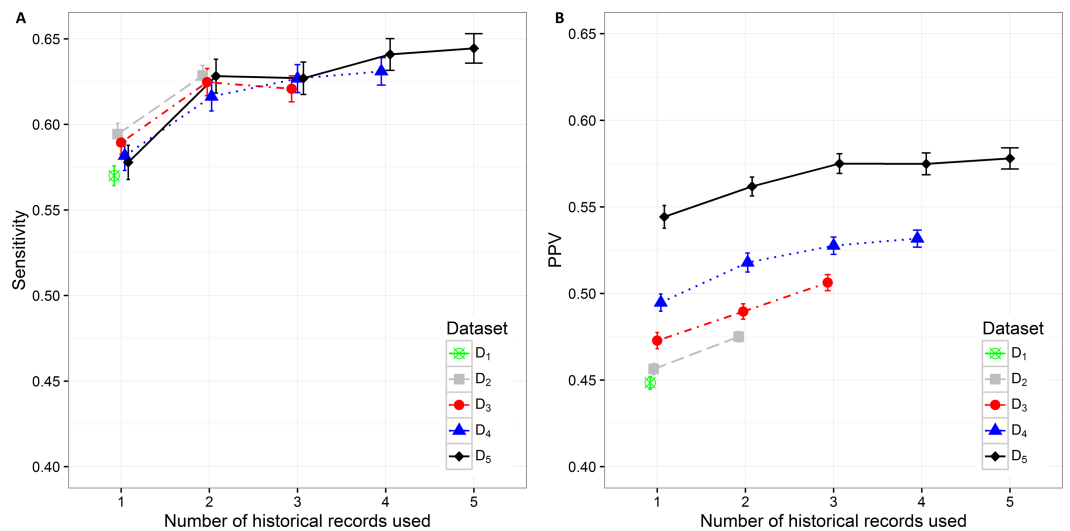 A
Sensitivity
0.65
0.60
0.55
0.50
0.45
0.40
Dataset
D₁
D₂
D₃
D₄
D₅
1 2 3 4 5
Number of historical records used
B
PPV
0.65
0.60
0.55
0.50
0.45
0.40
Dataset
D₁
D₂
D₃
D₄
D₅
1 2 3 4 5
Number of historical records used